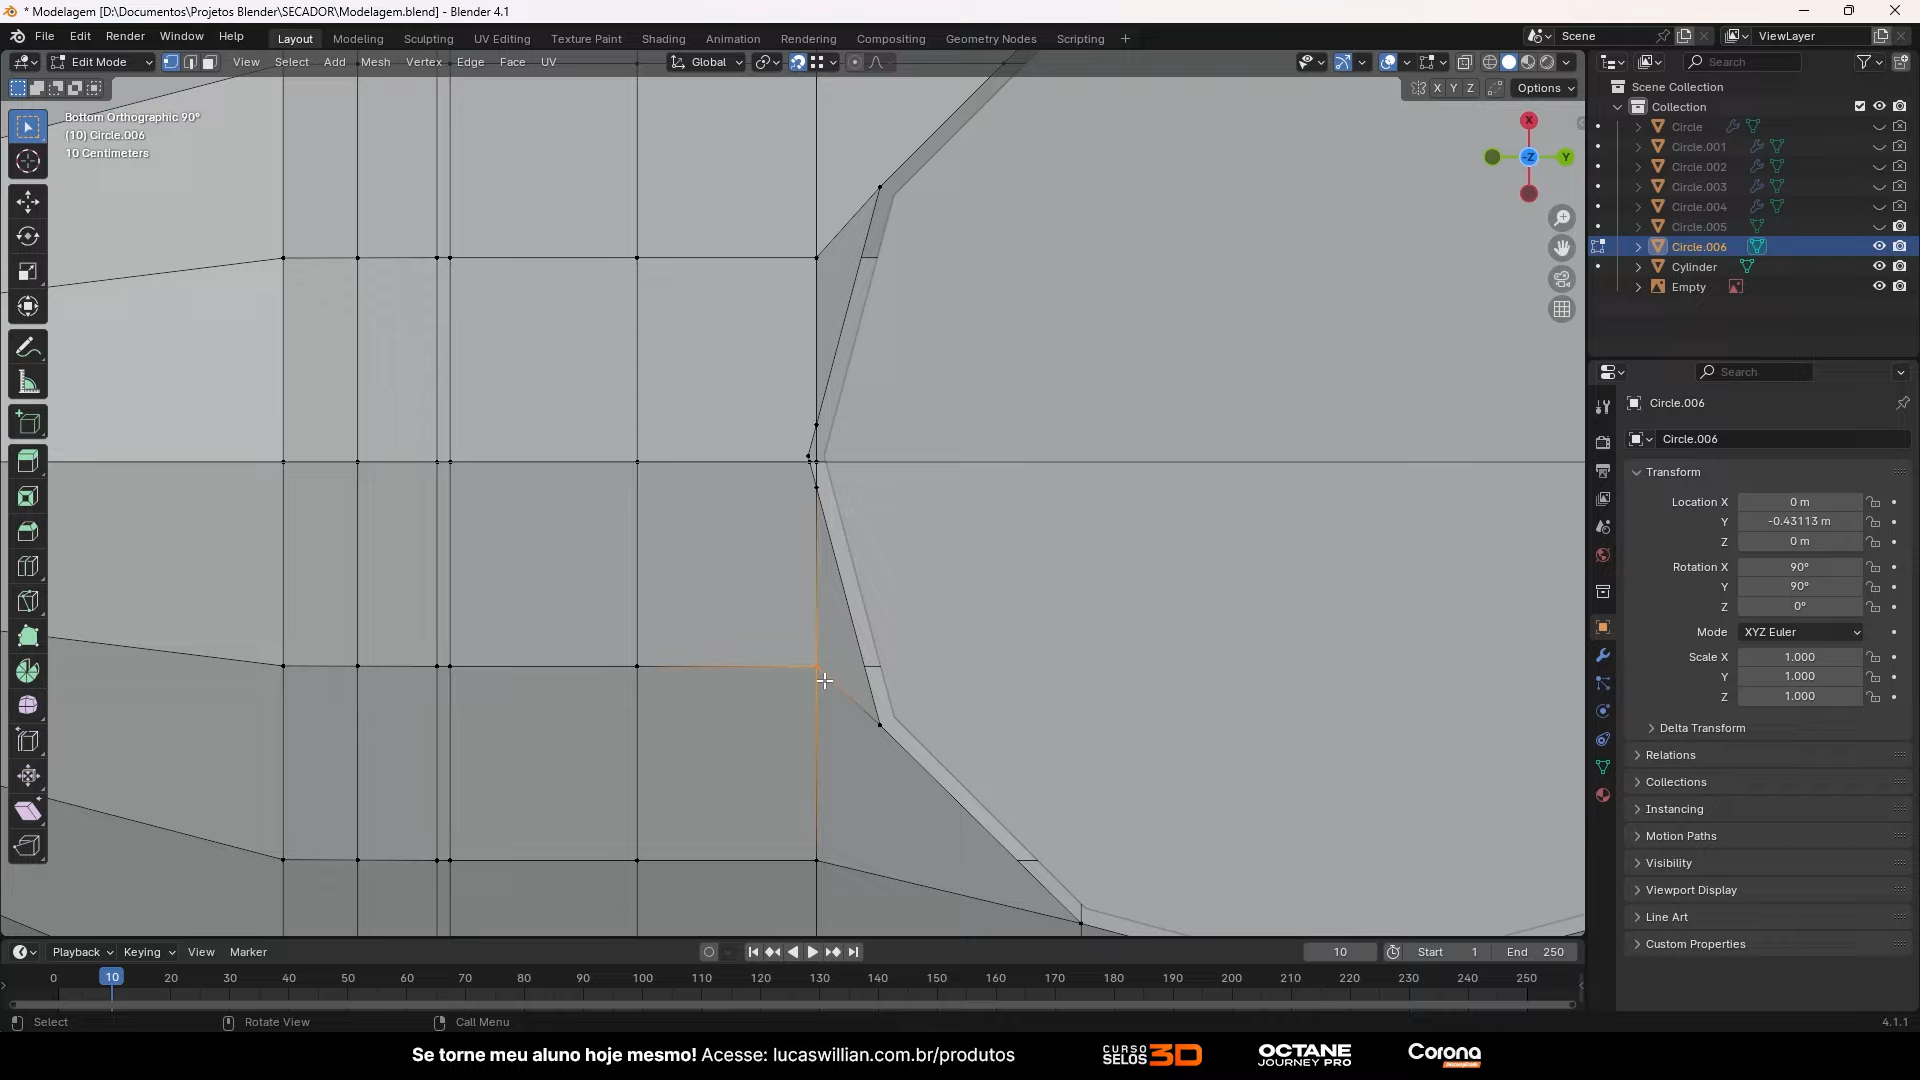 * Modelagem [D:\Documentos\Projetos Blender\SECADOR\Modelagem.blend] - Blender 4.1
File Edit Render Window Help
Layout Modeling Sculpting UV Editing Texture Paint Shading Animation Rendering Compositing Geometry Nodes Scripting +
Scene
ViewLayer
Edit Mode
View Select Add Mesh Vertex Edge Face UV
Global
X Y Z
Options
Bottom Orthographic 90°
(10) Circle.006
10 Centimeters
X
-Z
Y
Search
Scene Collection
Collection
Circle
Circle.001
Circle.002
Circle.003
Circle.004
Circle.005
Circle.006
Cylinder
Empty
Search
Circle.006
Circle.006
Transform
Location X 0 m
Y -0.43113 m
Z 0 m
Rotation X 90°
Y 90°
Z 0°
Mode XYZ Euler
Scale X 1.000
Y 1.000
Z 1.000
Delta Transform
Relations
Collections
Instancing
Motion Paths
Visibility
Viewport Display
Line Art
Custom Properties
Playback Keying View Marker
10
Start 1
End 250
0 10 20 30 40 50 60 70 80 90 100 110 120 130 140 150 160 170 180 190 200 210 220 230 240 250
Select
Rotate View
Call Menu
4.1.1
Se torne meu aluno hoje mesmo! Acesse: lucaswillian.com.br/produtos
CURSO
SELOS 3D
OCTANE
JOURNEY PRO
Corona